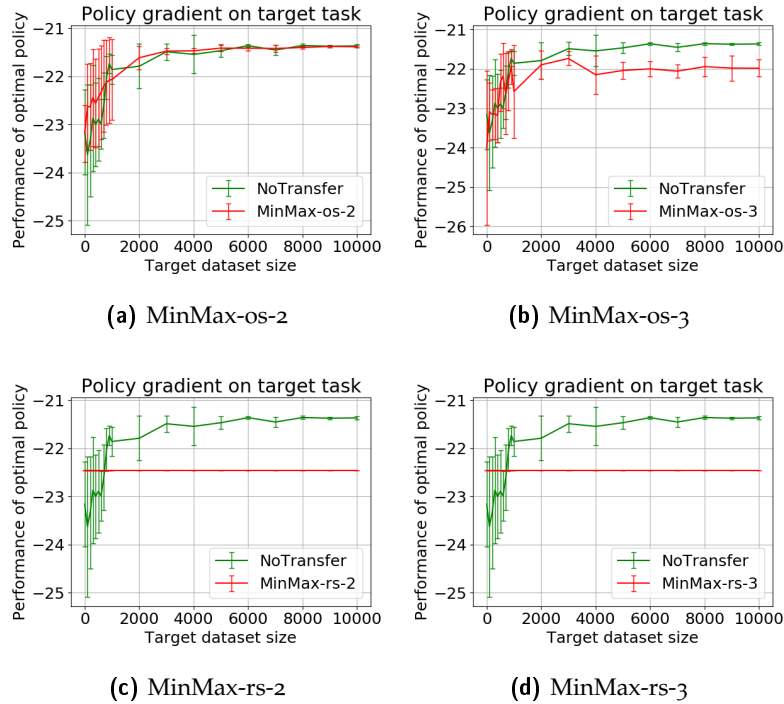 Policy gradient on target task
Performance of optimal policy
−21
−22
−23
−24
−25
0 2000 4000 6000 8000 10000
Target dataset size
NoTransfer
MinMax-os-2
(a) MinMax-os-2
Policy gradient on target task
Performance of optimal policy
−21
−22
−23
−24
−25
−26
0 2000 4000 6000 8000 10000
Target dataset size
NoTransfer
MinMax-os-3
(b) MinMax-os-3
Policy gradient on target task
Performance of optimal policy
−21
−22
−23
−24
−25
0 2000 4000 6000 8000 10000
Target dataset size
NoTransfer
MinMax-rs-2
(c) MinMax-rs-2
Policy gradient on target task
Performance of optimal policy
−21
−22
−23
−24
−25
0 2000 4000 6000 8000 10000
Target dataset size
NoTransfer
MinMax-rs-3
(d) MinMax-rs-3